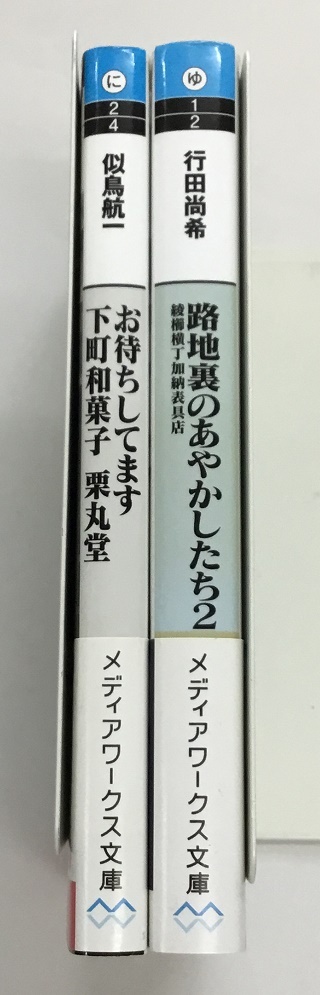 ゆ
1
2
行田尚希
路地裏のあやかしたち2
綾櫛横丁加納表具店
メディアワークス文庫
に
2
4
似鳥航一
お待ちしてます
下町和菓子 栗丸堂
メディアワークス文庫